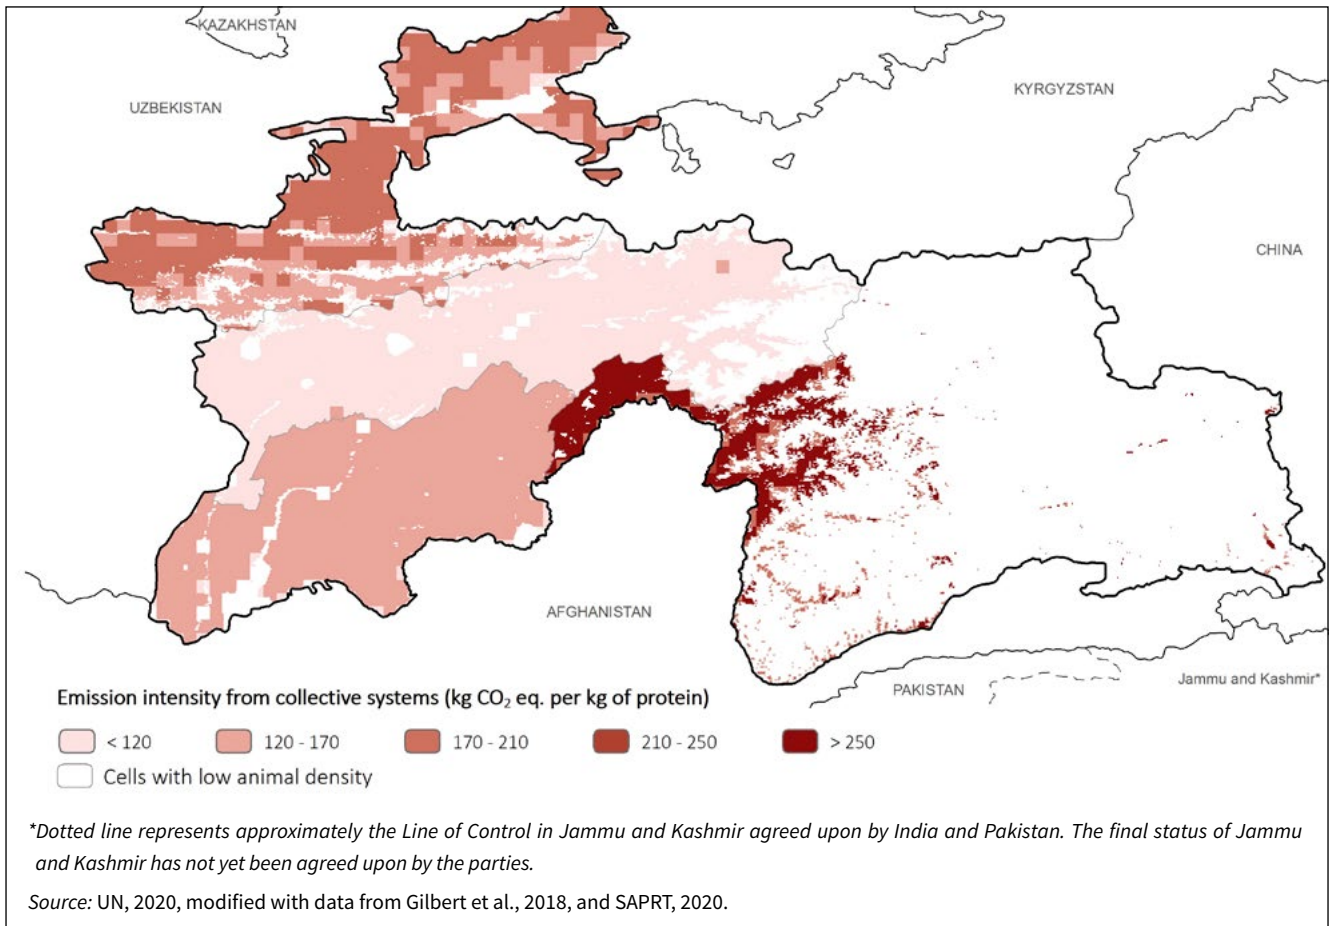 KAZAKHSTAN
UZBEKISTAN
KYRGYZSTAN
CHINA
AFGHANISTAN
PAKISTAN
Jammu and Kashmir*
Emission intensity from collective systems (kg CO₂ eq. per kg of protein)
< 120
120 - 170
170 - 210
210 - 250
> 250
Cells with low animal density
*Dotted line represents approximately the Line of Control in Jammu and Kashmir agreed upon by India and Pakistan. The final status of Jammu
and Kashmir has not yet been agreed upon by the parties.
Source: UN, 2020, modified with data from Gilbert et al., 2018, and SAPRT, 2020.